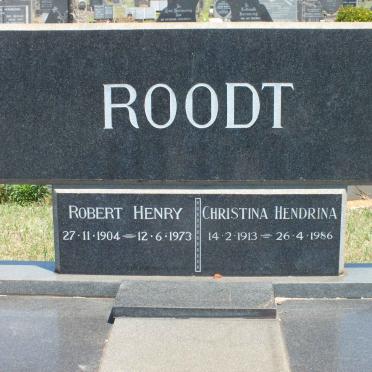 ROODT
ROBERT HENRY
27·11·1904 = 12·6·1973
CHRISTINA HENDRINA
14·2·1913 = 26·4·1986